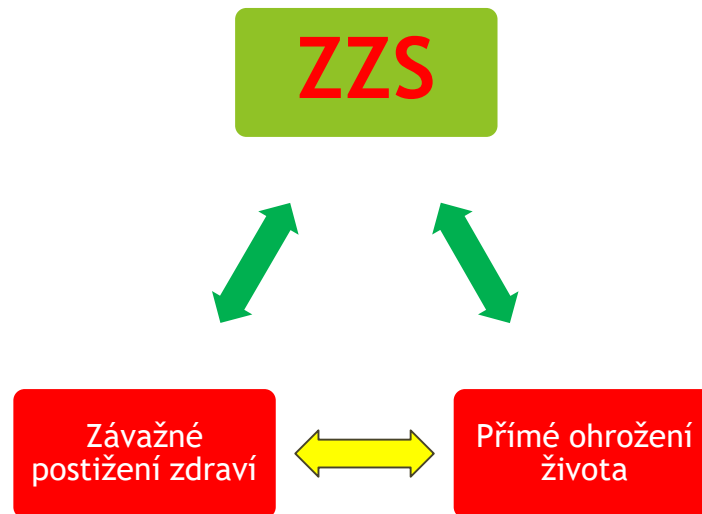 ZZS
Závažné
postižení zdraví
Přímé ohrožení
života